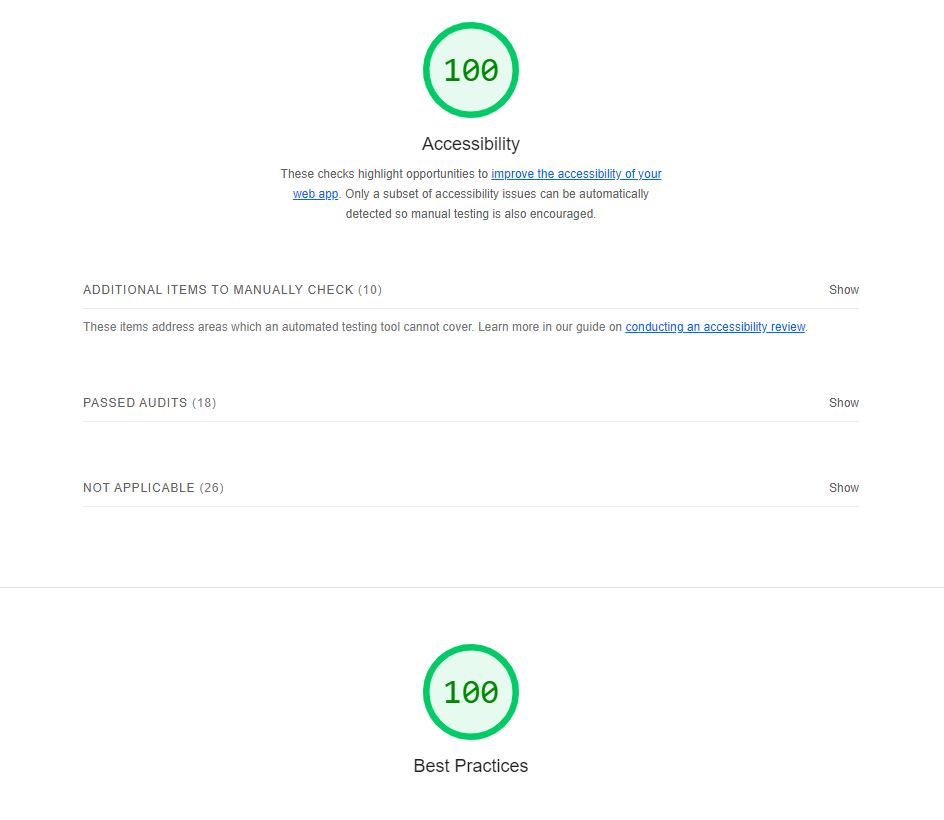 100
Accessibility
These checks highlight opportunities to improve the accessibility of your
web app. Only a subset of accessibility issues can be automatically
detected so manual testing is also encouraged.
ADDITIONAL ITEMS TO MANUALLY CHECK (10) Show
These items address areas which an automated testing tool cannot cover. Learn more in our guide on conducting an accessibility review.
PASSED AUDITS (18) Show
NOT APPLICABLE (26) Show
100
Best Practices